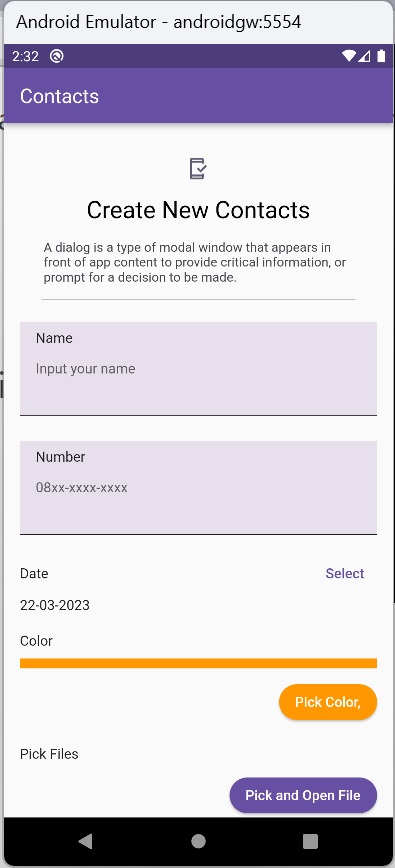 Android Emulator - androidgw:5554
2:32
Contacts
Create New Contacts
A dialog is a type of modal window that appears in
front of app content to provide critical information, or
prompt for a decision to be made.
Name
Input your name
Number
08xx-xxxx-xxxx
Date
Select
22-03-2023
Color
Pick Color,
Pick Files
Pick and Open File